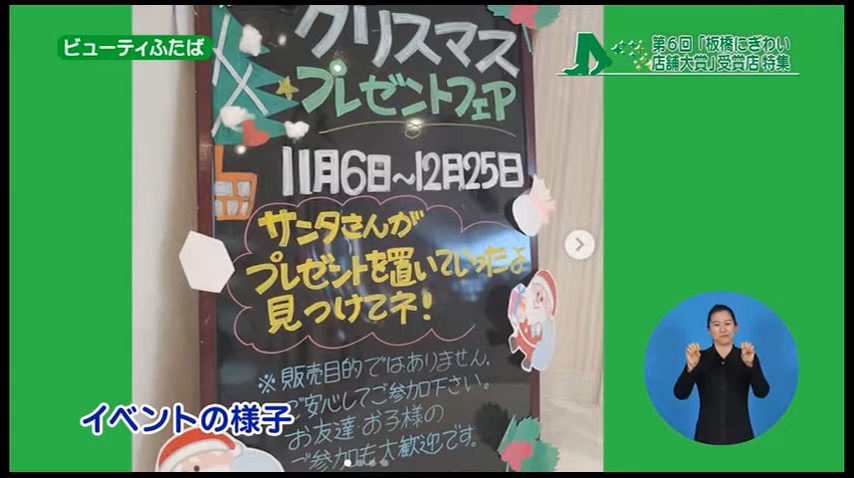 ビューティふたば
第6回「板橋にぎわい
店舗大賞」受賞店 特集
クリスマス
プレゼントフェア
11月6日~12月25日
サンタさんが
プレゼントを置いていったよ
見つけてネ!
※販売目的ではありません。
ご安心してご参加下さい。
お友達・お子様の
ご参加も大歓迎です。
イベントの様子